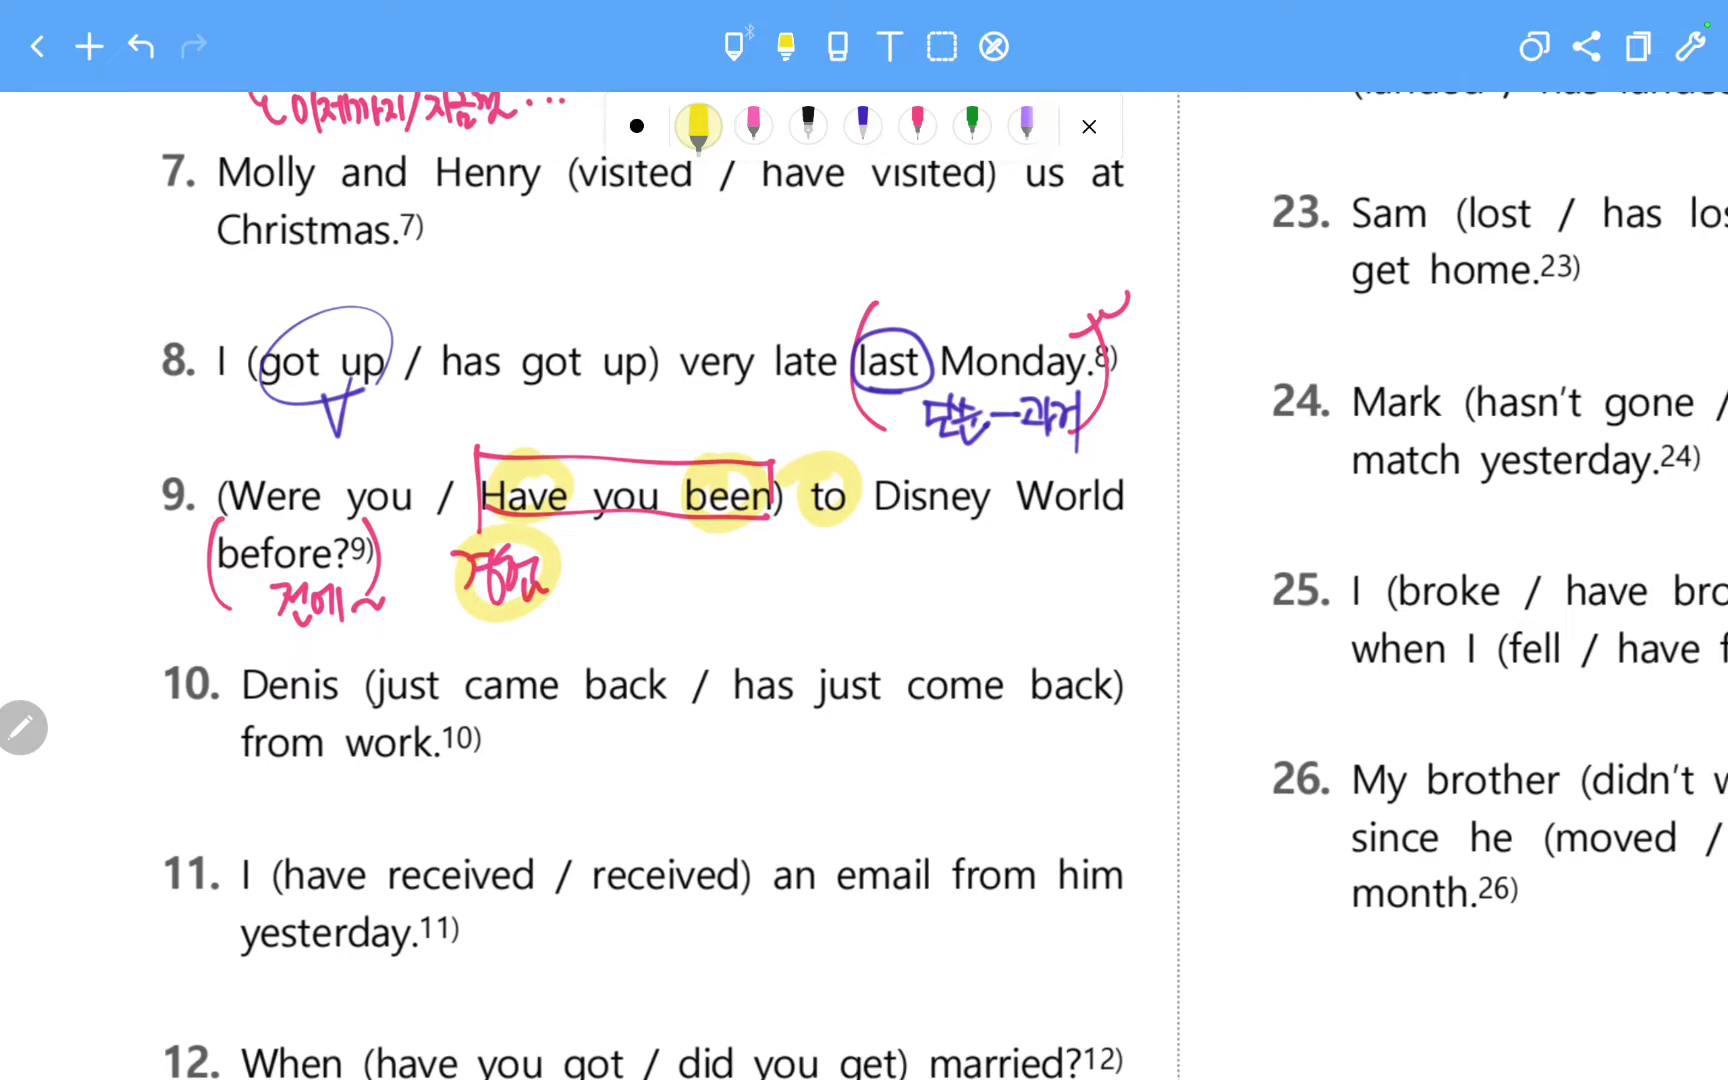 이제까지/지금껏...
7. Molly and Henry (visited / have visited) us at
Christmas.7)
8. I (got up / has got up) very late last Monday.8)
단순-과거
9. (Were you / Have you been) to Disney World
before?9)
전에~ 경험
10. Denis (just came back / has just come back)
from work.10)
11. I (have received / received) an email from him
yesterday.11)
12. When (have you got / did you get) married?12)
23. Sam (lost / has los
get home.23)
24. Mark (hasn't gone /
match yesterday.24)
25. I (broke / have bro
when I (fell / have f
26. My brother (didn't w
since he (moved /
month.26)